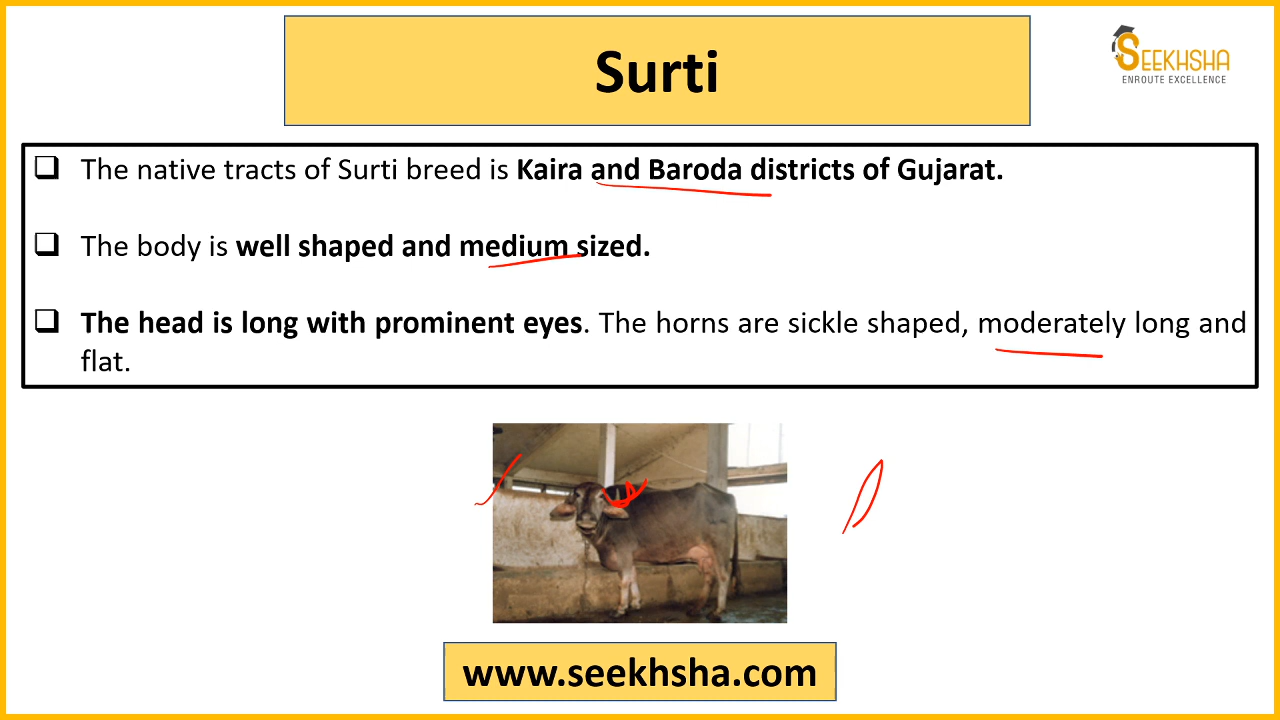 Surti
SEEKHSHA
ENROUTE EXCELLENCE
❑ The native tracts of Surti breed is Kaira and Baroda districts of Gujarat.
❑ The body is well shaped and medium sized.
❑ The head is long with prominent eyes. The horns are sickle shaped, moderately long and
flat.
www.seekhsha.com